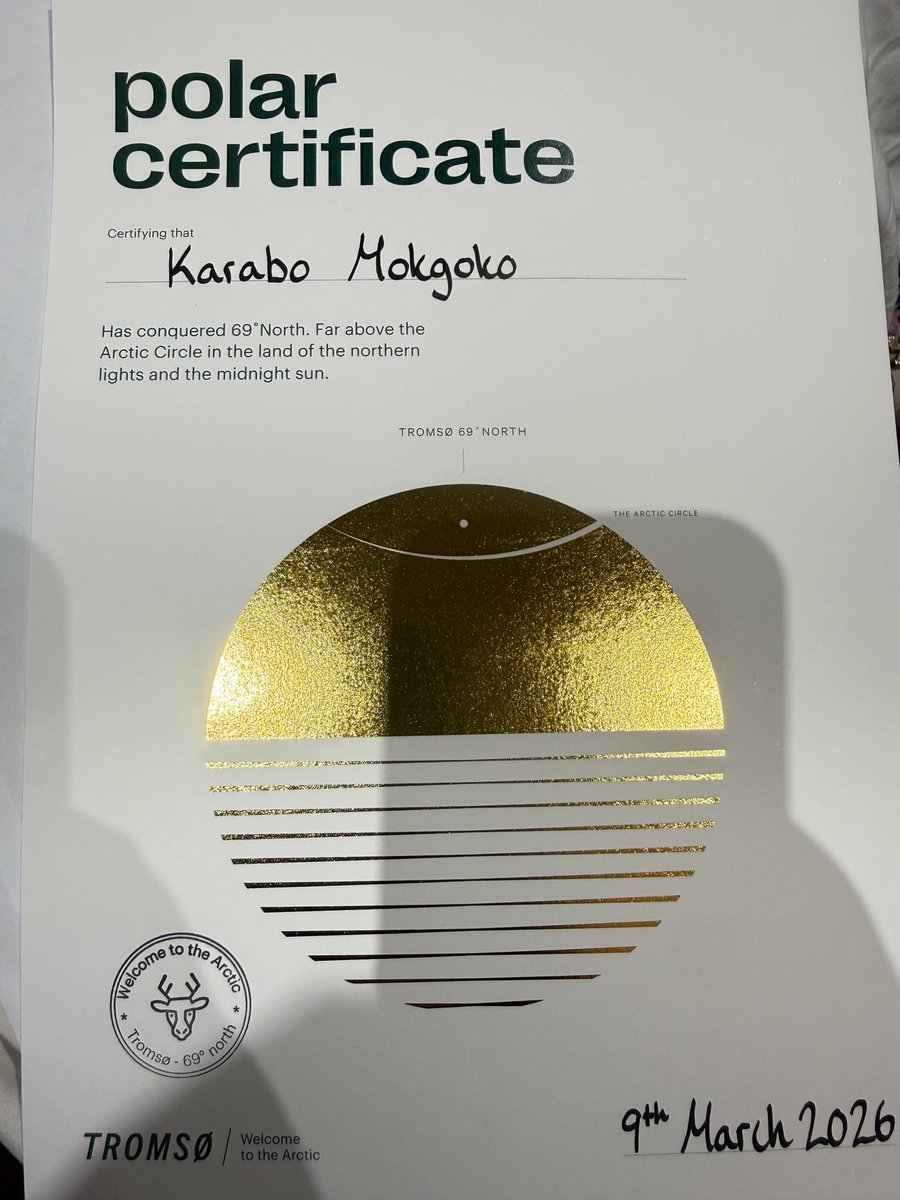 polar
certificate
Certifying that
Karabo Mokgoko
Has conquered 69°North. Far above the
Arctic Circle in the land of the northern
lights and the midnight sun.
TROMSØ 69°NORTH
THE ARCTIC CIRCLE
Welcome to the Arctic
Tromsø - 69° north
9th March 2026
TROMSØ
Welcome
to the Arctic